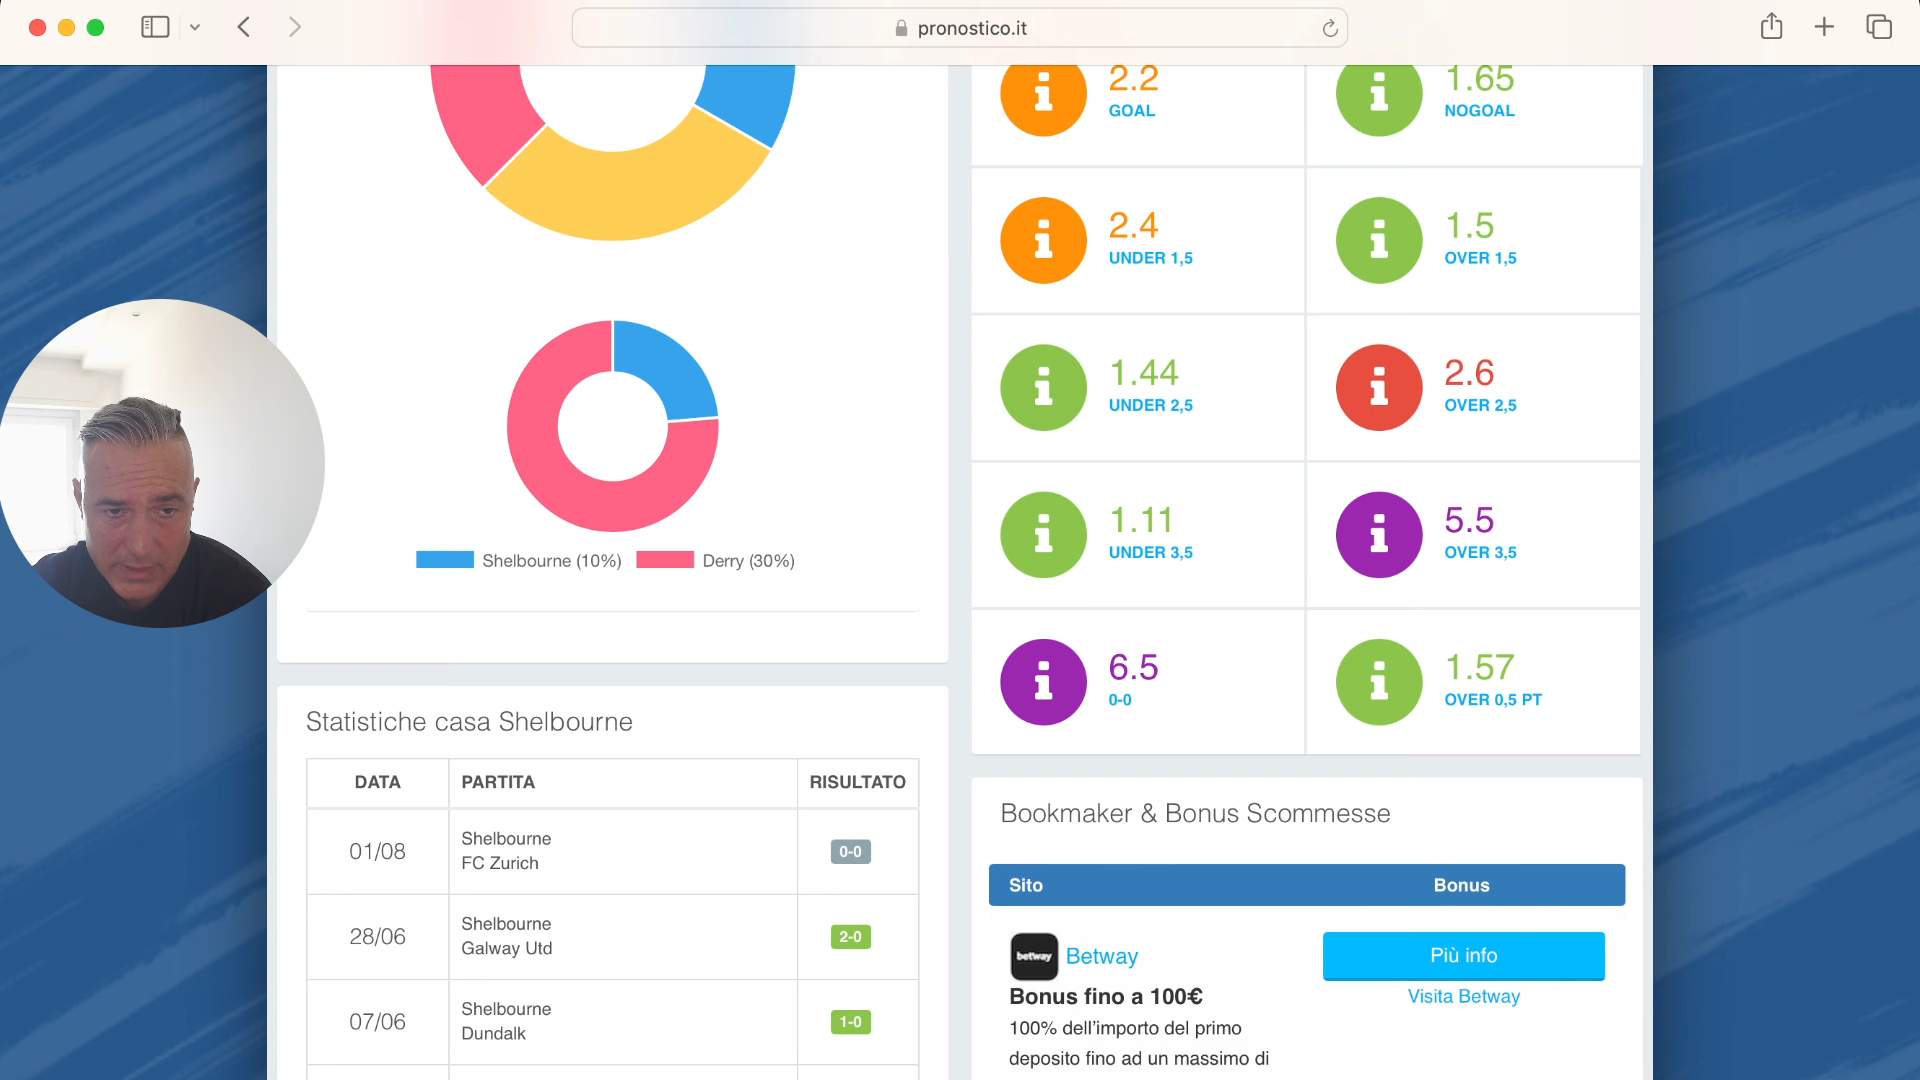 pronostico.it
2.2
GOAL
1.65
NOGOAL
2.4
UNDER 1,5
1.5
OVER 1,5
1.44
UNDER 2,5
2.6
OVER 2,5
1.11
UNDER 3,5
5.5
OVER 3,5
6.5
0-0
1.57
OVER 0,5 PT
Shelbourne (10%)
Derry (30%)
Statistiche casa Shelbourne
DATA PARTITA RISULTATO
01/08
Shelbourne
FC Zurich
0-0
28/06
Shelbourne
Galway Utd
2-0
07/06
Shelbourne
Dundalk
1-0
Bookmaker & Bonus Scommesse
Sito Bonus
betway
Betway
Più info
Visita Betway
Bonus fino a 100€
100% dell'importo del primo
deposito fino ad un massimo di